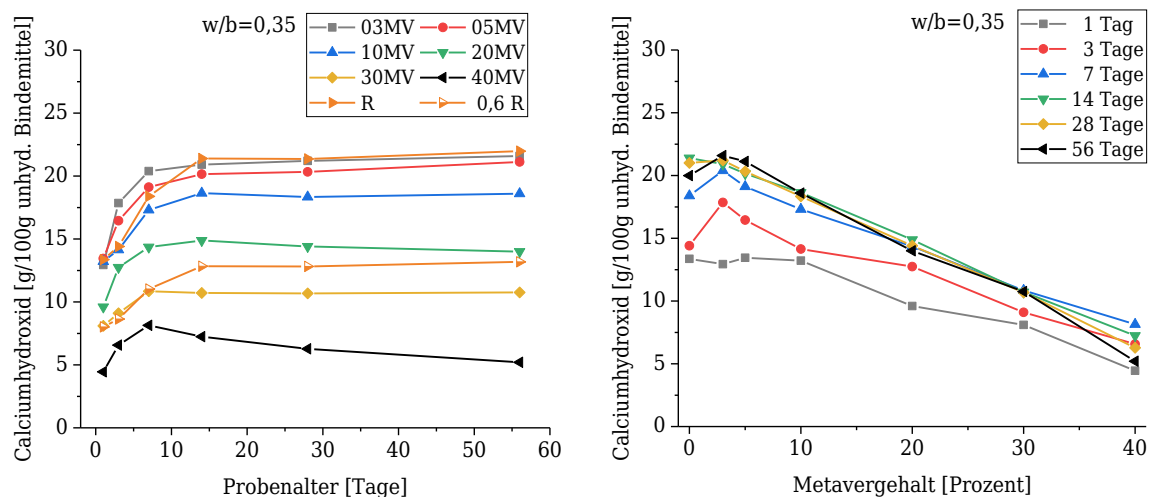 w/b=0,35
03MV 05MV
10MV 20MV
30MV 40MV
R 0,6 R
Calciumhydroxid [g/100g unhyd. Bindemittel]
30
25
20
15
10
5
0
0 10 20 30 40 50 60
Probenalter [Tage]
w/b=0,35
1 Tag
3 Tage
7 Tage
14 Tage
28 Tage
56 Tage
Calciumhydroxid [g/100g unhyd. Bindemittel]
30
25
20
15
10
5
0
0 10 20 30 40
Metavergehalt [Prozent]